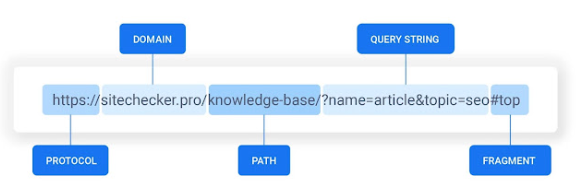 DOMAIN
QUERY STRING
https://sitechecker.pro/knowledge-base/?name=article&topic=seo#top
PROTOCOL
PATH
FRAGMENT